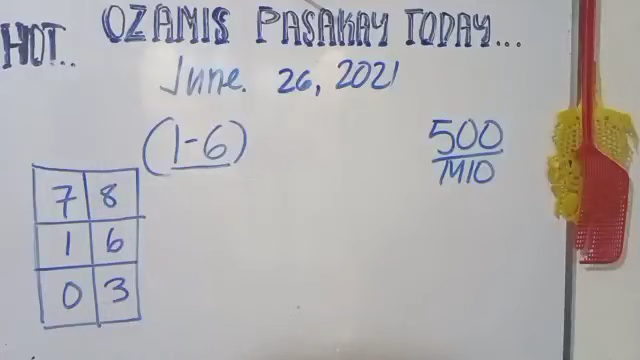 HOT.. OZAMIS PASAKAY TODAY...
June. 26, 2021
(1-6)
500
M10
7 8
1 6
0 3